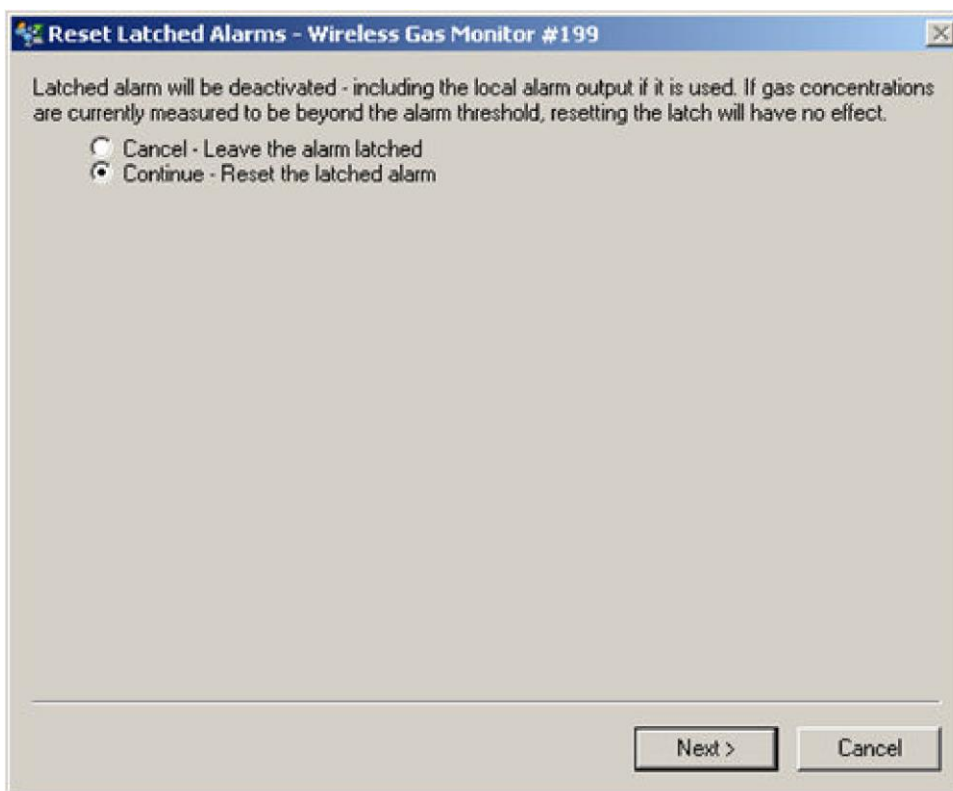 Reset Latched Alarms - Wireless Gas Monitor #199
Latched alarm will be deactivated - including the local alarm output if it is used. If gas concentrations
are currently measured to be beyond the alarm threshold, resetting the latch will have no effect.
Cancel - Leave the alarm latched
Continue - Reset the latched alarm
Next >
Cancel